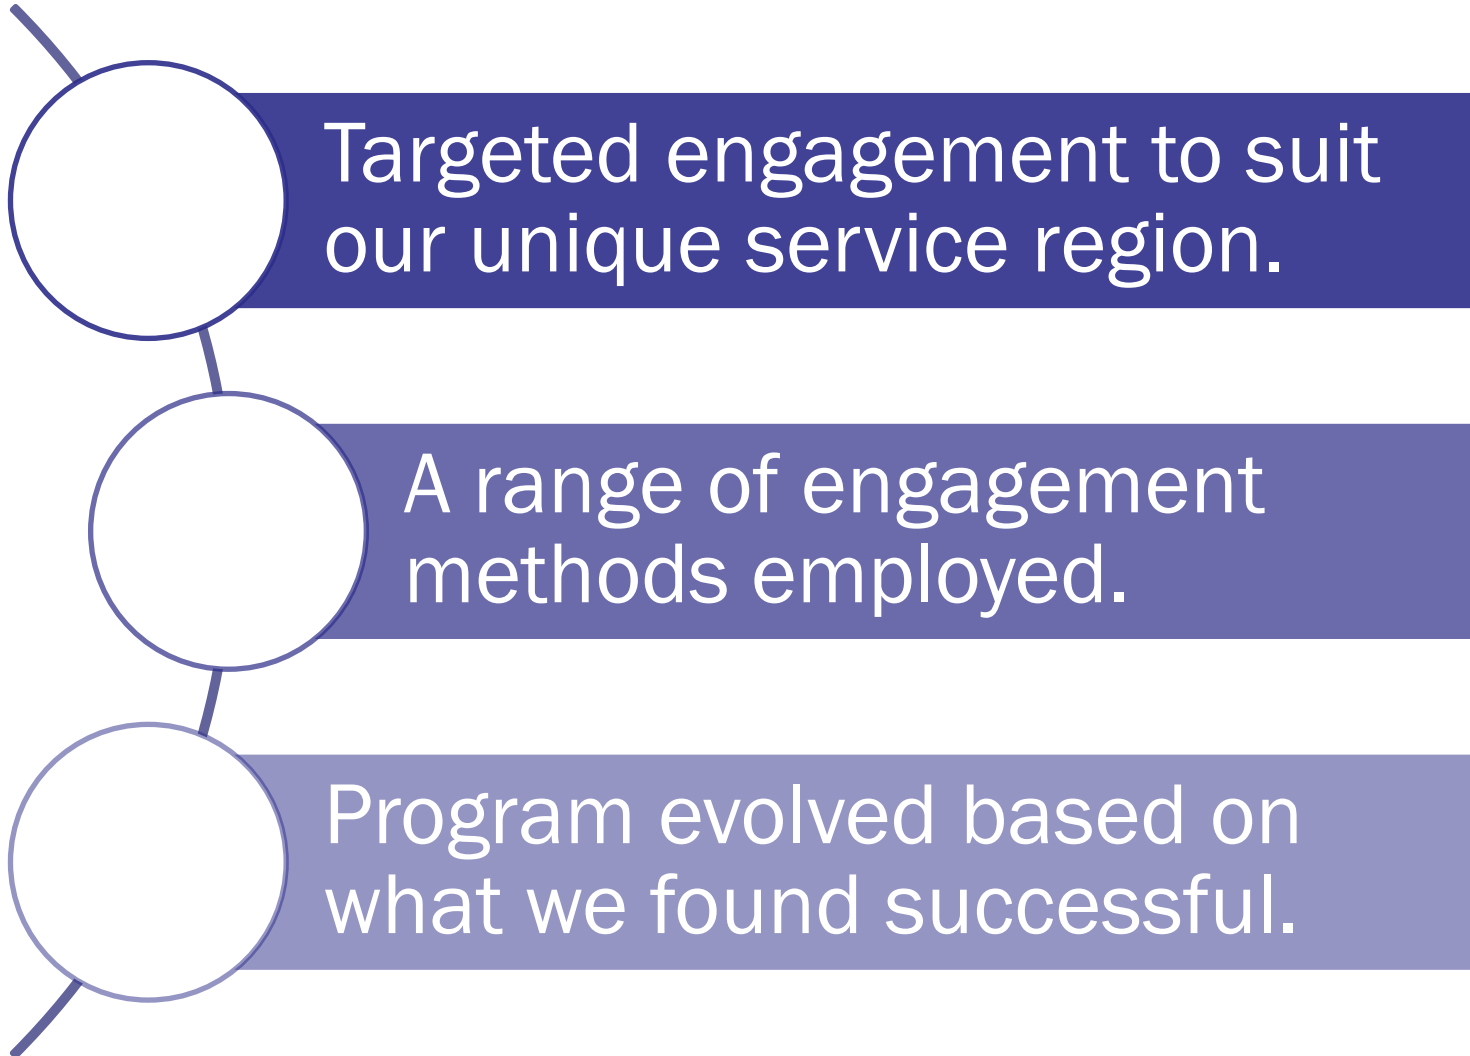 Targeted engagement to suit
our unique service region.
A range of engagement
methods employed.
Program evolved based on
what we found successful.